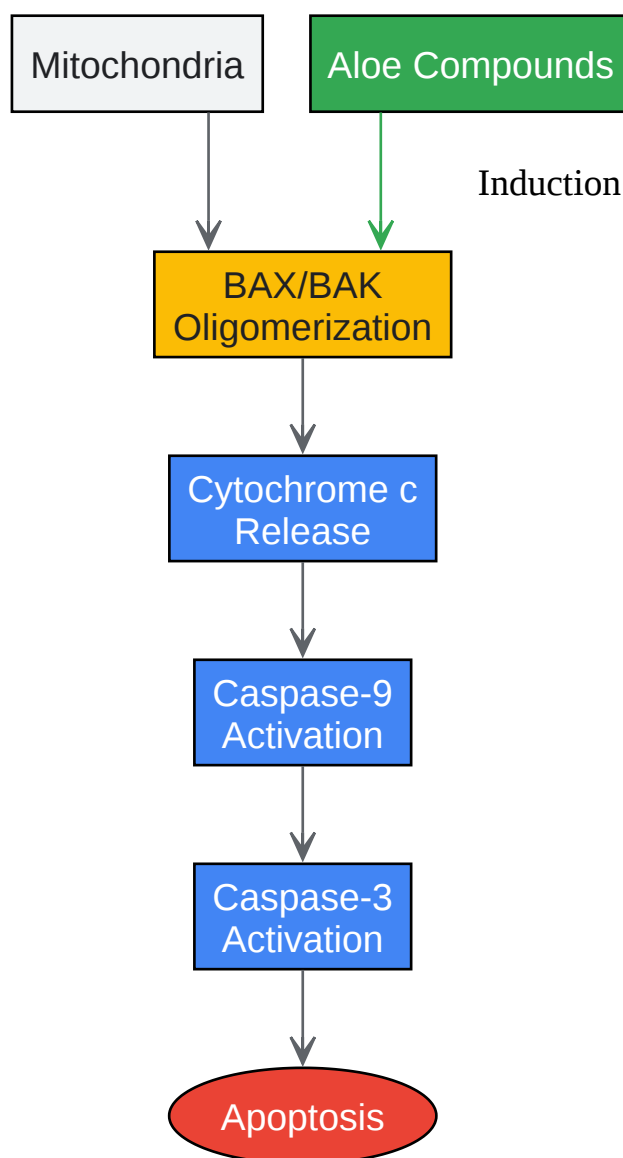 Mitochondria
Aloe Compounds
Induction
BAX/BAK
Oligomerization
Cytochrome c
Release
Caspase-9
Activation
Caspase-3
Activation
Apoptosis